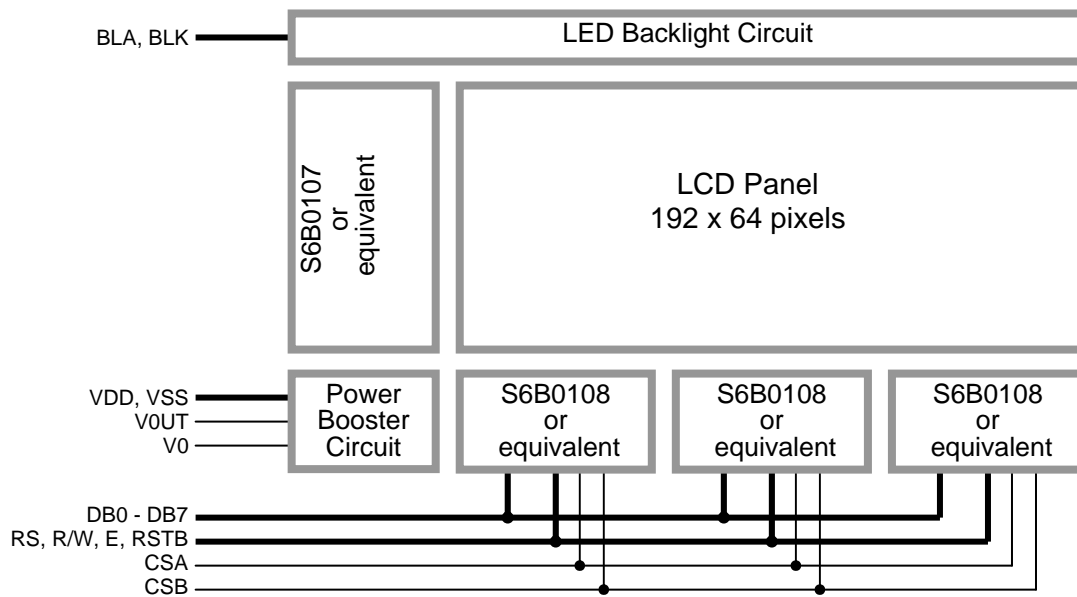 BLA, BLK
LED Backlight Circuit
S6B0107
or
equivalent
LCD Panel
192 x 64 pixels
VDD, VSS
V0UT
V0
Power
Booster
Circuit
S6B0108
or
equivalent
S6B0108
or
equivalent
S6B0108
or
equivalent
DB0 - DB7
RS, R/W, E, RSTB
CSA
CSB